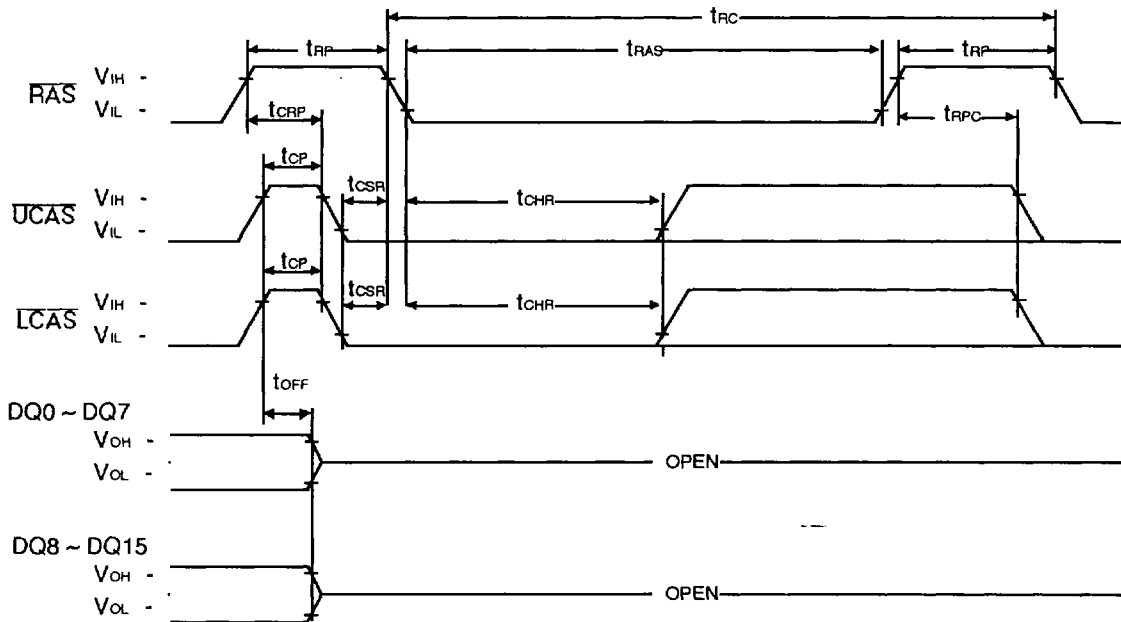 tRC
tRP tRAS tRP
RAS VIH -
VIL -
tCRP tRPC
tCP
tCSR tCHR
UCAS VIH -
VIL -
tCP
tCSR tCHR
LCAS VIH -
VIL -
tOFF
DQ0 ~ DQ7
VOH -
VOL -
OPEN
DQ8 ~ DQ15
VOH -
VOL -
OPEN